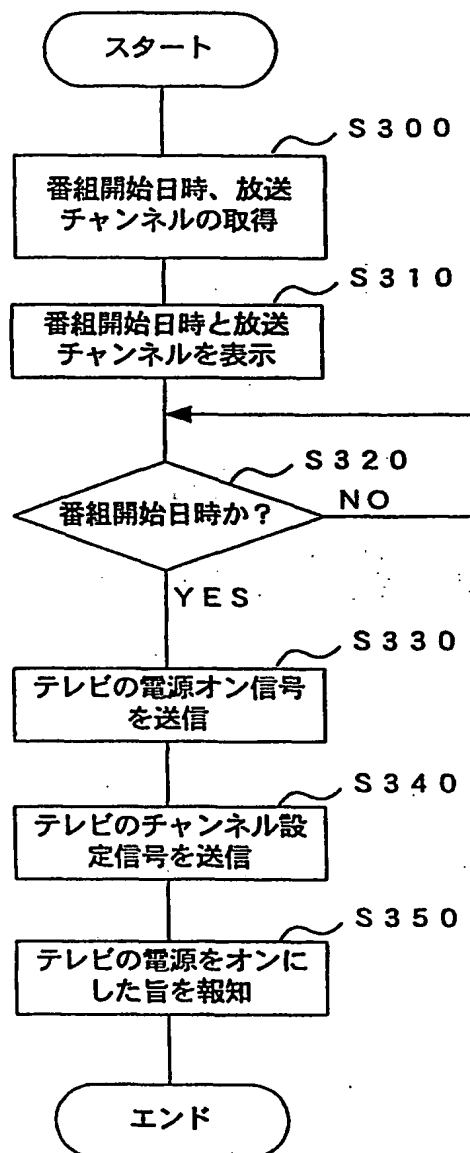 スタート
S300
番組開始日時、放送
チャンネルの取得
S310
番組開始日時と放送
チャンネルを表示
S320
番組開始日時か?
NO
YES
S330
テレビの電源オン信号
を送信
S340
テレビのチャンネル設
定信号を送信
S350
テレビの電源をオンに
した旨を報知
エンド